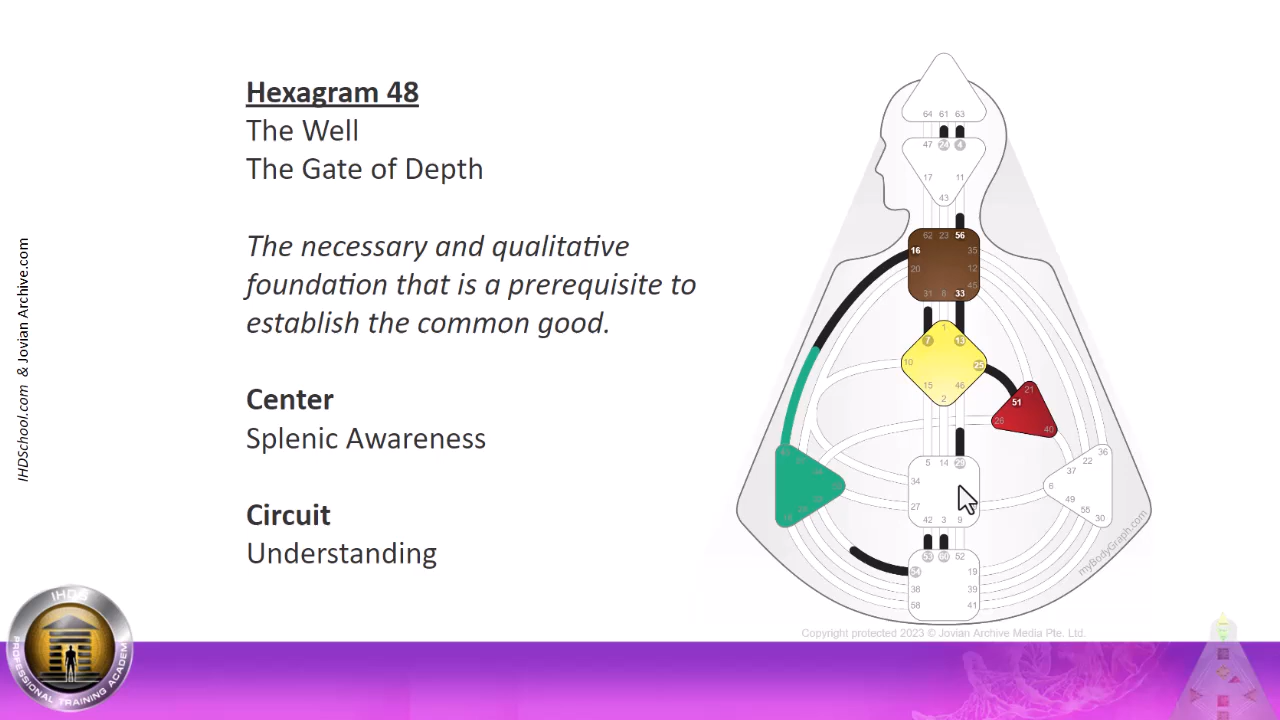 Hexagram 48
The Well
The Gate of Depth
The necessary and qualitative
foundation that is a prerequisite to
establish the common good.
Center
Splenic Awareness
Circuit
Understanding
IHDSchool.com & Jovian Archive.com
64 61 63
47 24 4
17 11
43
62 23 56
16 35
20 12
45
31 8 33
1
7 13
10 25
15 46
2
21
51
40
5 14 29
34
27
42 3 9
36
22
37
6
49
55
30
53 60 52
54 19
39
58 41
myBodyGraph.com
Copyright protected 2023 © Jovian Archive Media Pte. Ltd.
IHDS
PROFESSIONAL TRAINING ACADEMY